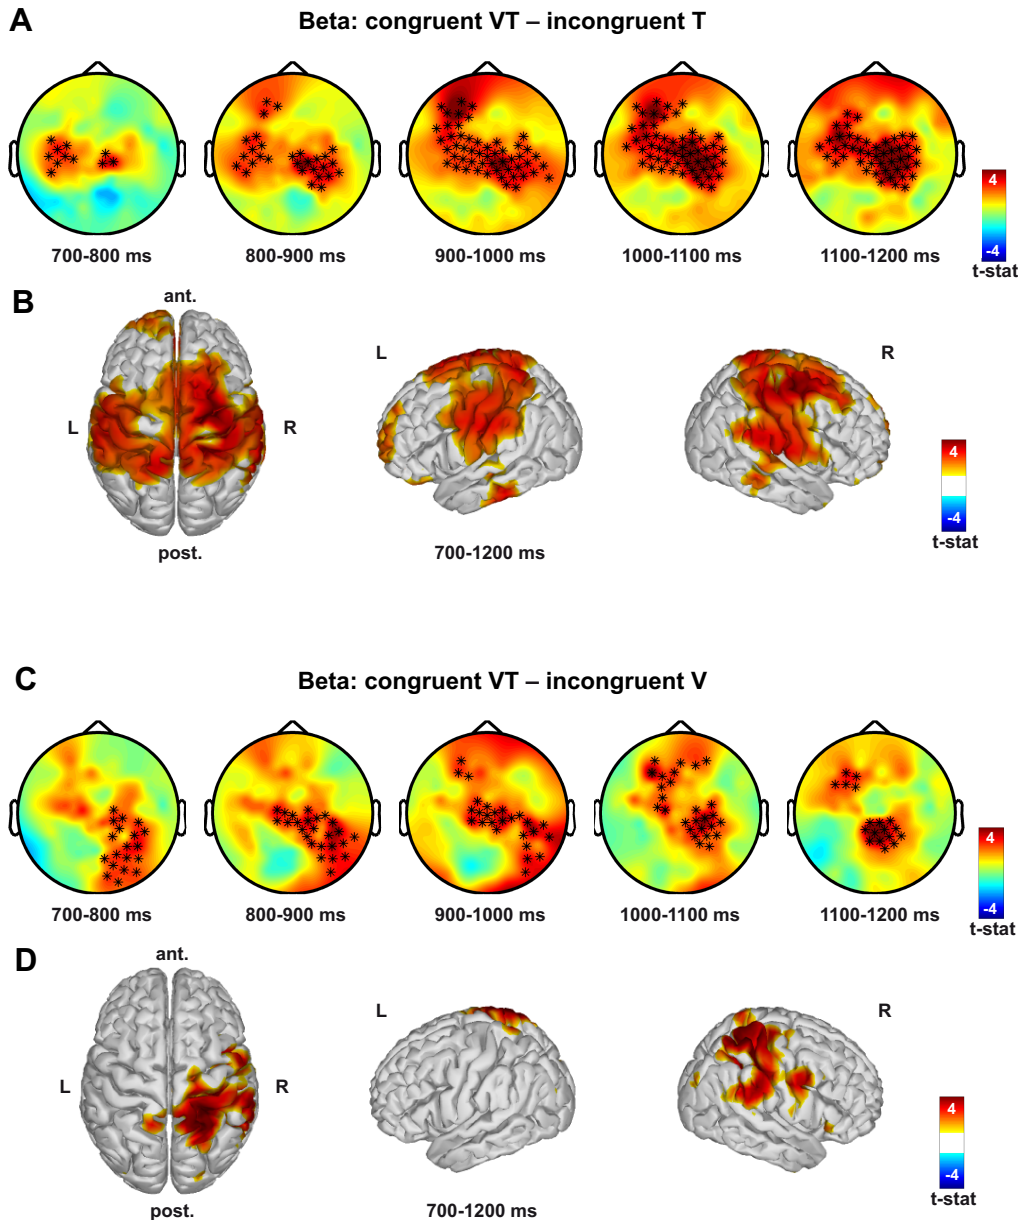 A
Beta: congruent VT – incongruent T
700-800 ms
800-900 ms
900-1000 ms
1000-1100 ms
1100-1200 ms
4
-4
t-stat
B
ant.
L
R
post.
L
R
700-1200 ms
4
-4
t-stat
C
Beta: congruent VT – incongruent V
700-800 ms
800-900 ms
900-1000 ms
1000-1100 ms
1100-1200 ms
4
-4
t-stat
D
ant.
L
R
post.
L
R
700-1200 ms
4
-4
t-stat